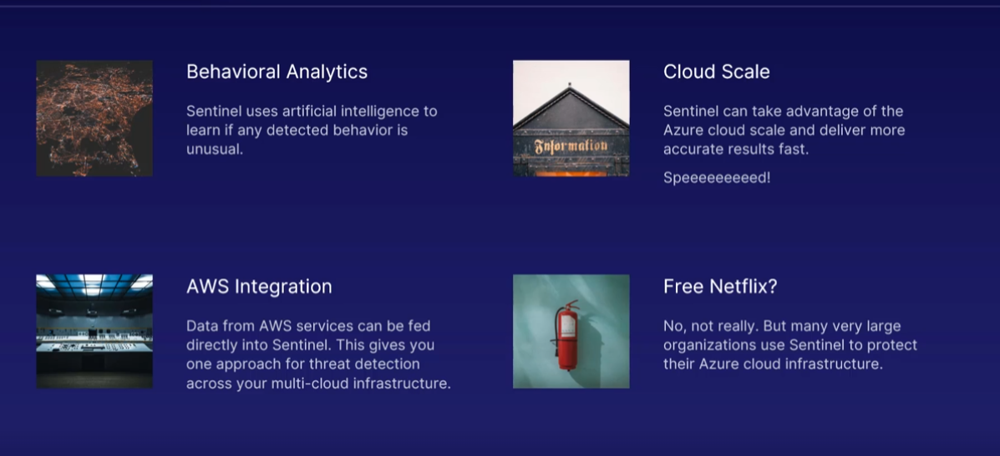 Behavioral Analytics
Sentinel uses artificial intelligence to
learn if any detected behavior is
unusual.
Cloud Scale
Sentinel can take advantage of the
Azure cloud scale and deliver more
accurate results fast.
Speeeeeeeeed!
Information
AWS Integration
Data from AWS services can be fed
directly into Sentinel. This gives you
one approach for threat detection
across your multi-cloud infrastructure.
Free Netflix?
No, not really. But many very large
organizations use Sentinel to protect
their Azure cloud infrastructure.